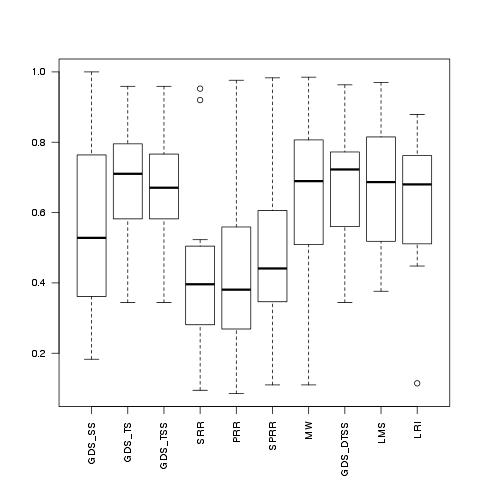 1.0
0.8
0.6
0.4
0.2
GDS_SS
GDS_TS
GDS_TSS
SRR
PRR
SPRR
MW
GDS_DTSS
LMS
LRI